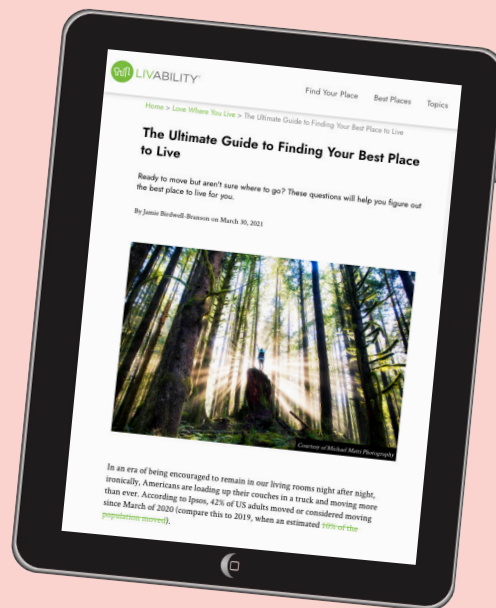 LIVABILITY
Find Your Place Best Places Topics
Home > Love Where You Live > The Ultimate Guide to Finding Your Best Place to Live
The Ultimate Guide to Finding Your Best Place
to Live
Ready to move but aren't sure where to go? These questions will help you figure out
the best place to live for you.
By Jamie Birdwell-Branson on March 30, 2021
Courtesy of Michael Matti Photography
In an era of being encouraged to remain in our living rooms night after night,
ironically, Americans are loading up their couches in a truck and moving more
than ever. According to Ipsos, 42% of US adults moved or considered moving
since March of 2020 (compare this to 2019, when an estimated 10% of the
population moved).